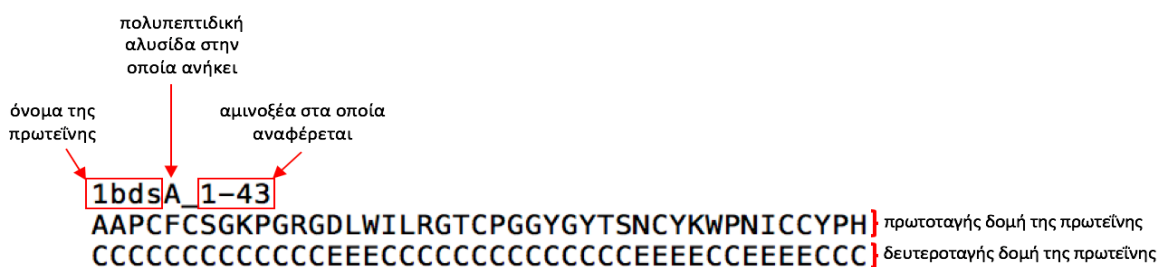 πολυπεπτιδική
αλυσίδα στην
οποία ανήκει
όνομα της
πρωτεΐνης
αμινοξέα στα οποία
αναφέρεται
1bdsA_1-43
AAPCFCSGKPGRGDLWILRGTCPGGYGYTSNCYKWPNICCYPH
πρωτοταγής δομή της πρωτεΐνης
CCCCCCCCCCCCCEEECCCCCCCCCCCCCCCEEEECCEEEECCC
δευτεροταγής δομή της πρωτεΐνης